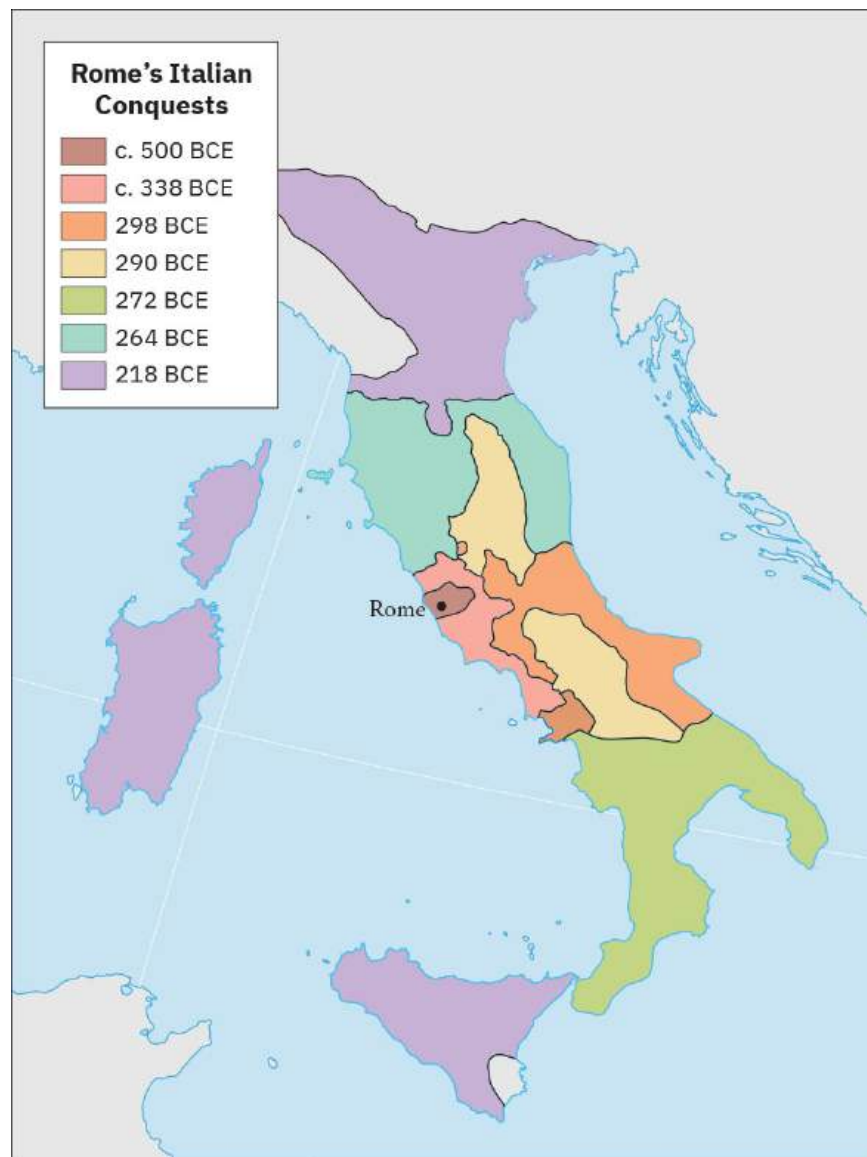 Rome’s Italian
Conquests
c. 500 BCE
c. 338 BCE
298 BCE
290 BCE
272 BCE
264 BCE
218 BCE
Rome